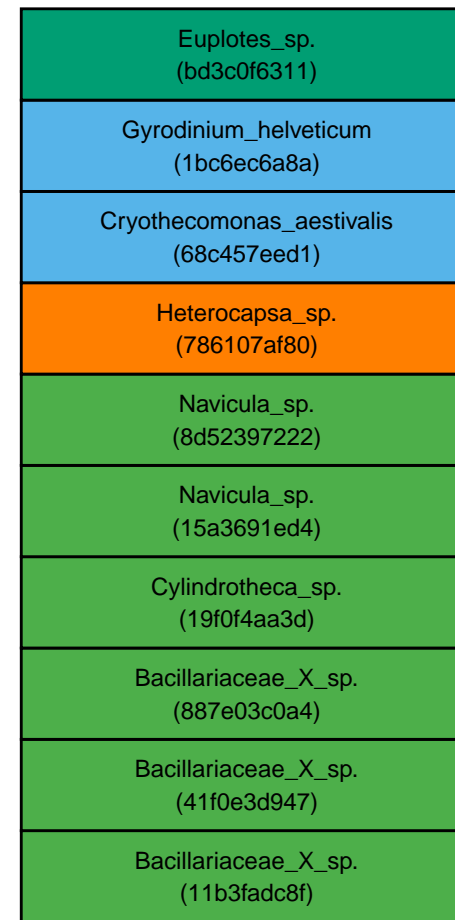 Euplotes_sp.
(bd3c0f6311)
Gyrodinium_helveticum
(1bc6ec6a8a)
Cryothecomonas_aestivalis
(68c457eed1)
Heterocapsa_sp.
(786107af80)
Navicula_sp.
(8d52397222)
Navicula_sp.
(15a3691ed4)
Cylindrotheca_sp.
(19f0f4aa3d)
Bacillariaceae_X_sp.
(887e03c0a4)
Bacillariaceae_X_sp.
(41f0e3d947)
Bacillariaceae_X_sp.
(11b3fadc8f)